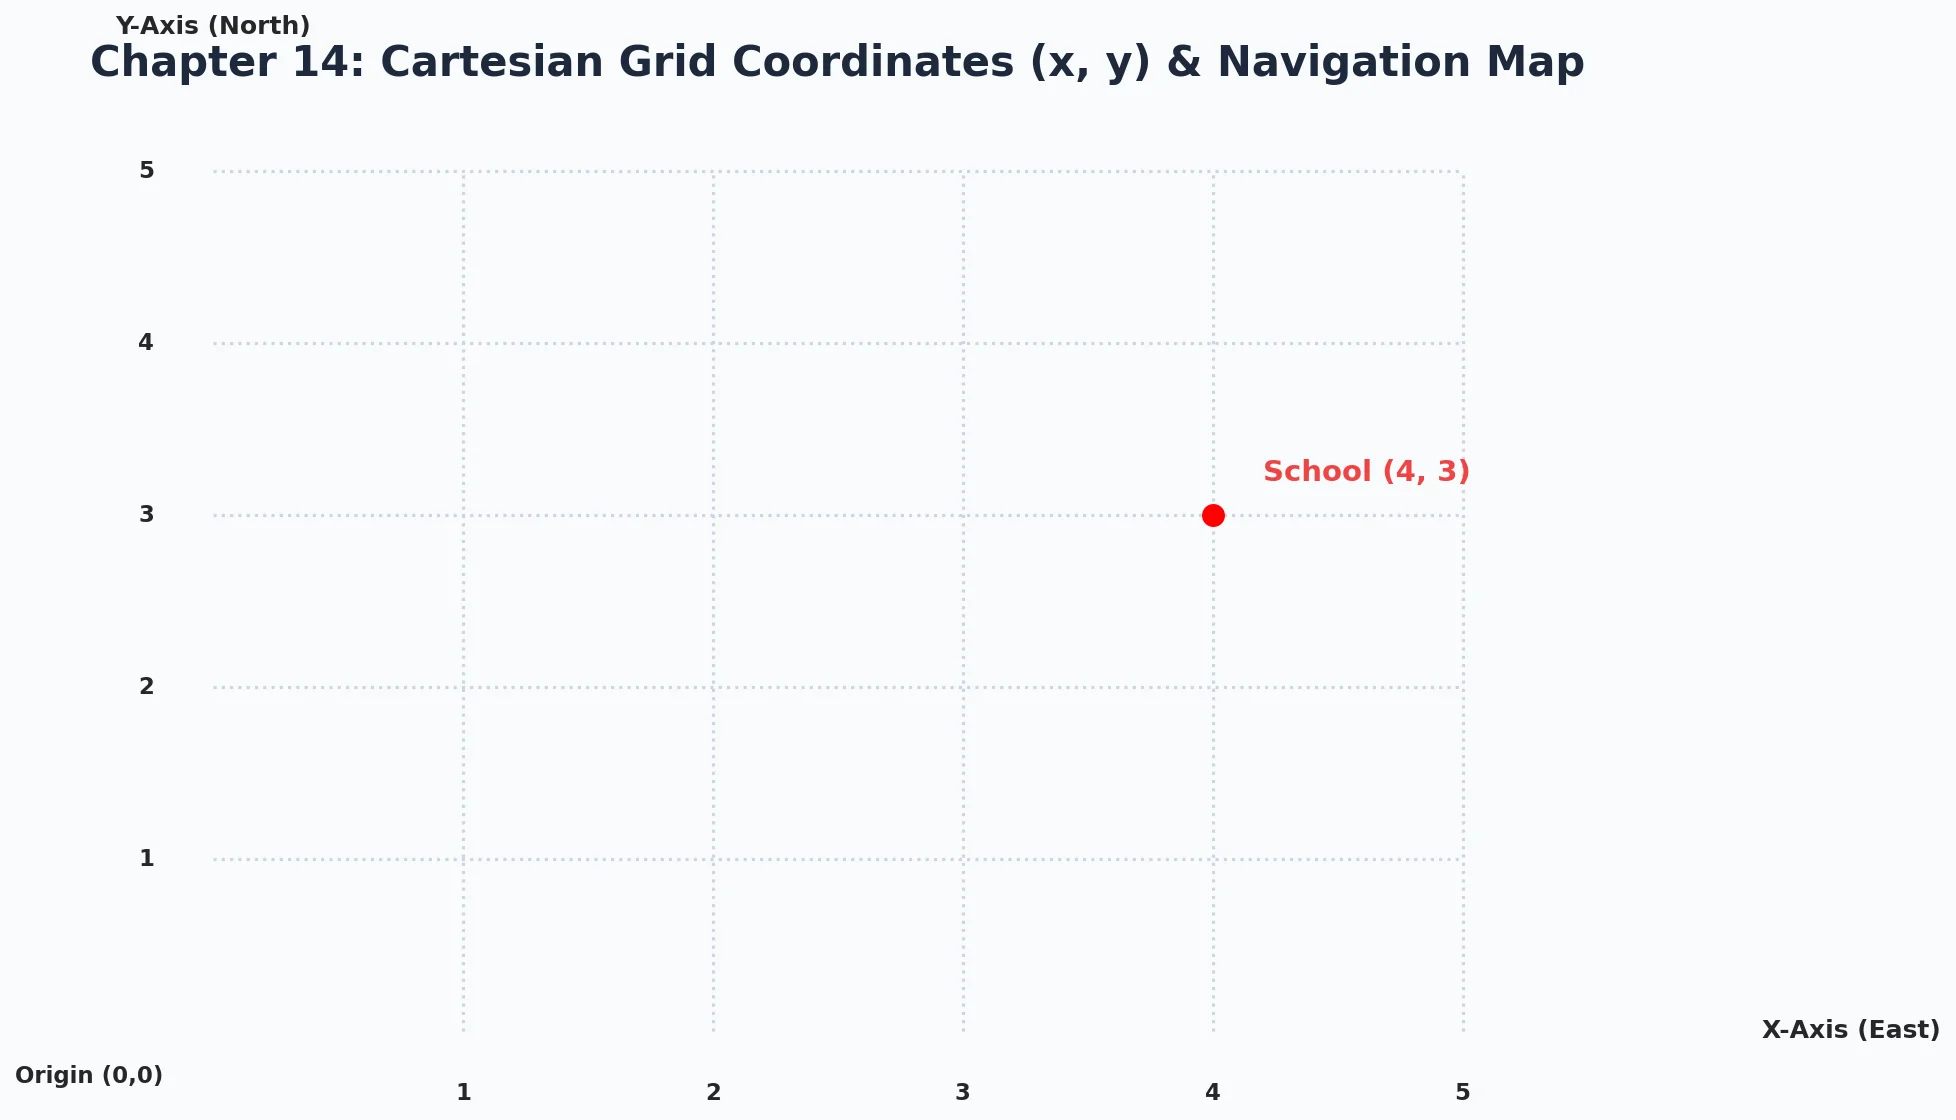 Y-Axis (North)
Chapter 14: Cartesian Grid Coordinates (x, y) & Navigation Map
5
4
School (4, 3)
3
2
1
X-Axis (East)
Origin (0,0)
1 2 3 4 5